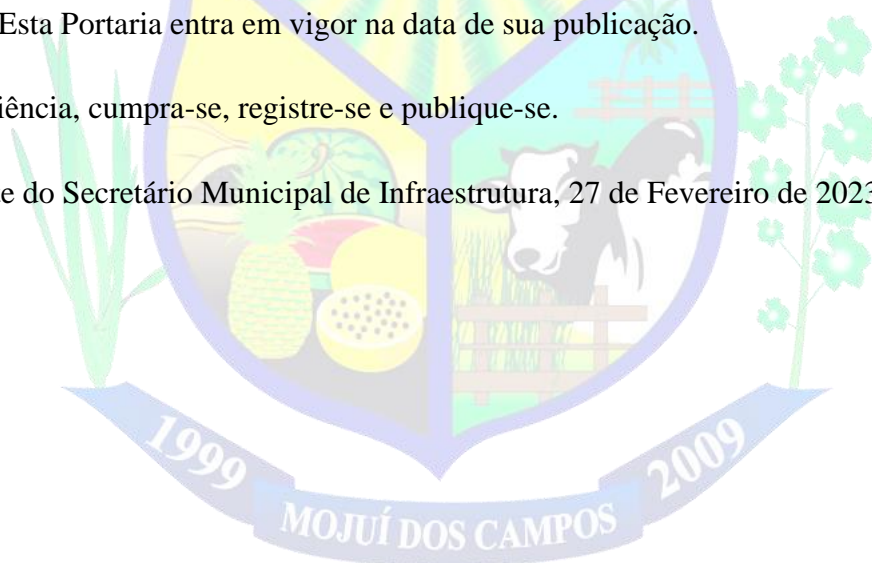 Esta Portaria entra em vigor na data de sua publicação.
iência, cumpra-se, registre-se e publique-se.
e do Secretário Municipal de Infraestrutura, 27 de Fevereiro de 2023
1999
2009
MOJUÍ DOS CAMPOS